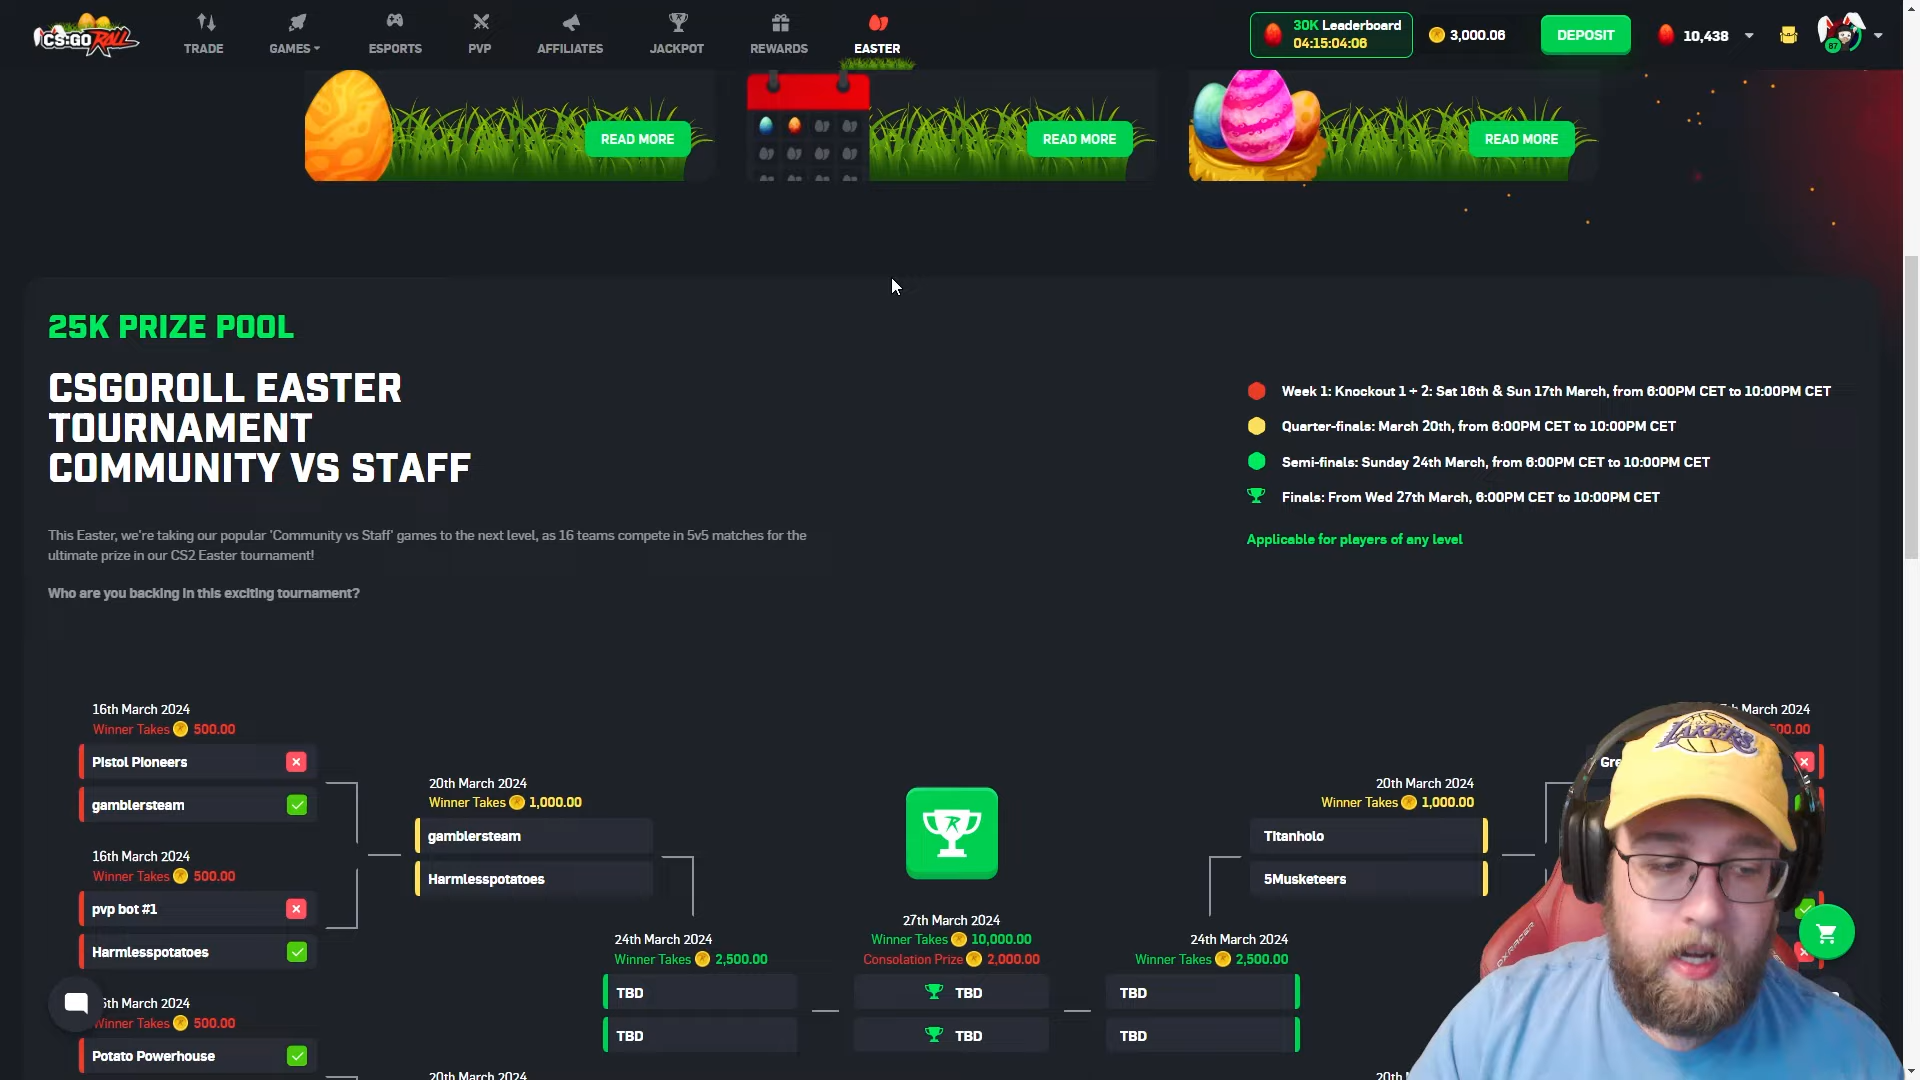 CS:GO ROLL
TRADE
GAMES
ESPORTS
PVP
AFFILIATES
JACKPOT
REWARDS
EASTER
30K Leaderboard
04:15:04:06
3,000.06
DEPOSIT
10,438
87
READ MORE
READ MORE
READ MORE
25K PRIZE POOL
CSGOROLL EASTER
TOURNAMENT
COMMUNITY VS STAFF
Week 1: Knockout 1 + 2: Sat 16th & Sun 17th March, from 6:00PM CET to 10:00PM CET
Quarter-finals: March 20th, from 6:00PM CET to 10:00PM CET
Semi-finals: Sunday 24th March, from 6:00PM CET to 10:00PM CET
Finals: From Wed 27th March, 6:00PM CET to 10:00PM CET
Applicable for players of any level
This Easter, we're taking our popular 'Community vs Staff' games to the next level, as 16 teams compete in 5v5 matches for the
ultimate prize in our CS2 Easter tournament!
Who are you backing in this exciting tournament?
16th March 2024
Winner Takes 500.00
Pistol Pioneers
gamblersteam
16th March 2024
Winner Takes 500.00
pvp bot #1
Harmlesspotatoes
March 2024
Winner Takes 500.00
Potato Powerhouse
20th March 2024
Winner Takes 1,000.00
gamblersteam
Harmlesspotatoes
24th March 2024
Winner Takes 2,500.00
TBD
TBD
20th March 2024
R
27th March 2024
Winner Takes 10,000.00
Consolation Prize 2,000.00
TBD
TBD
20th March 2024
Winner Takes 1,000.00
Titanholo
5Musketeers
24th March 2024
Winner Takes 2,500.00
TBD
TBD
March 2024
LAKERS
DXRACER